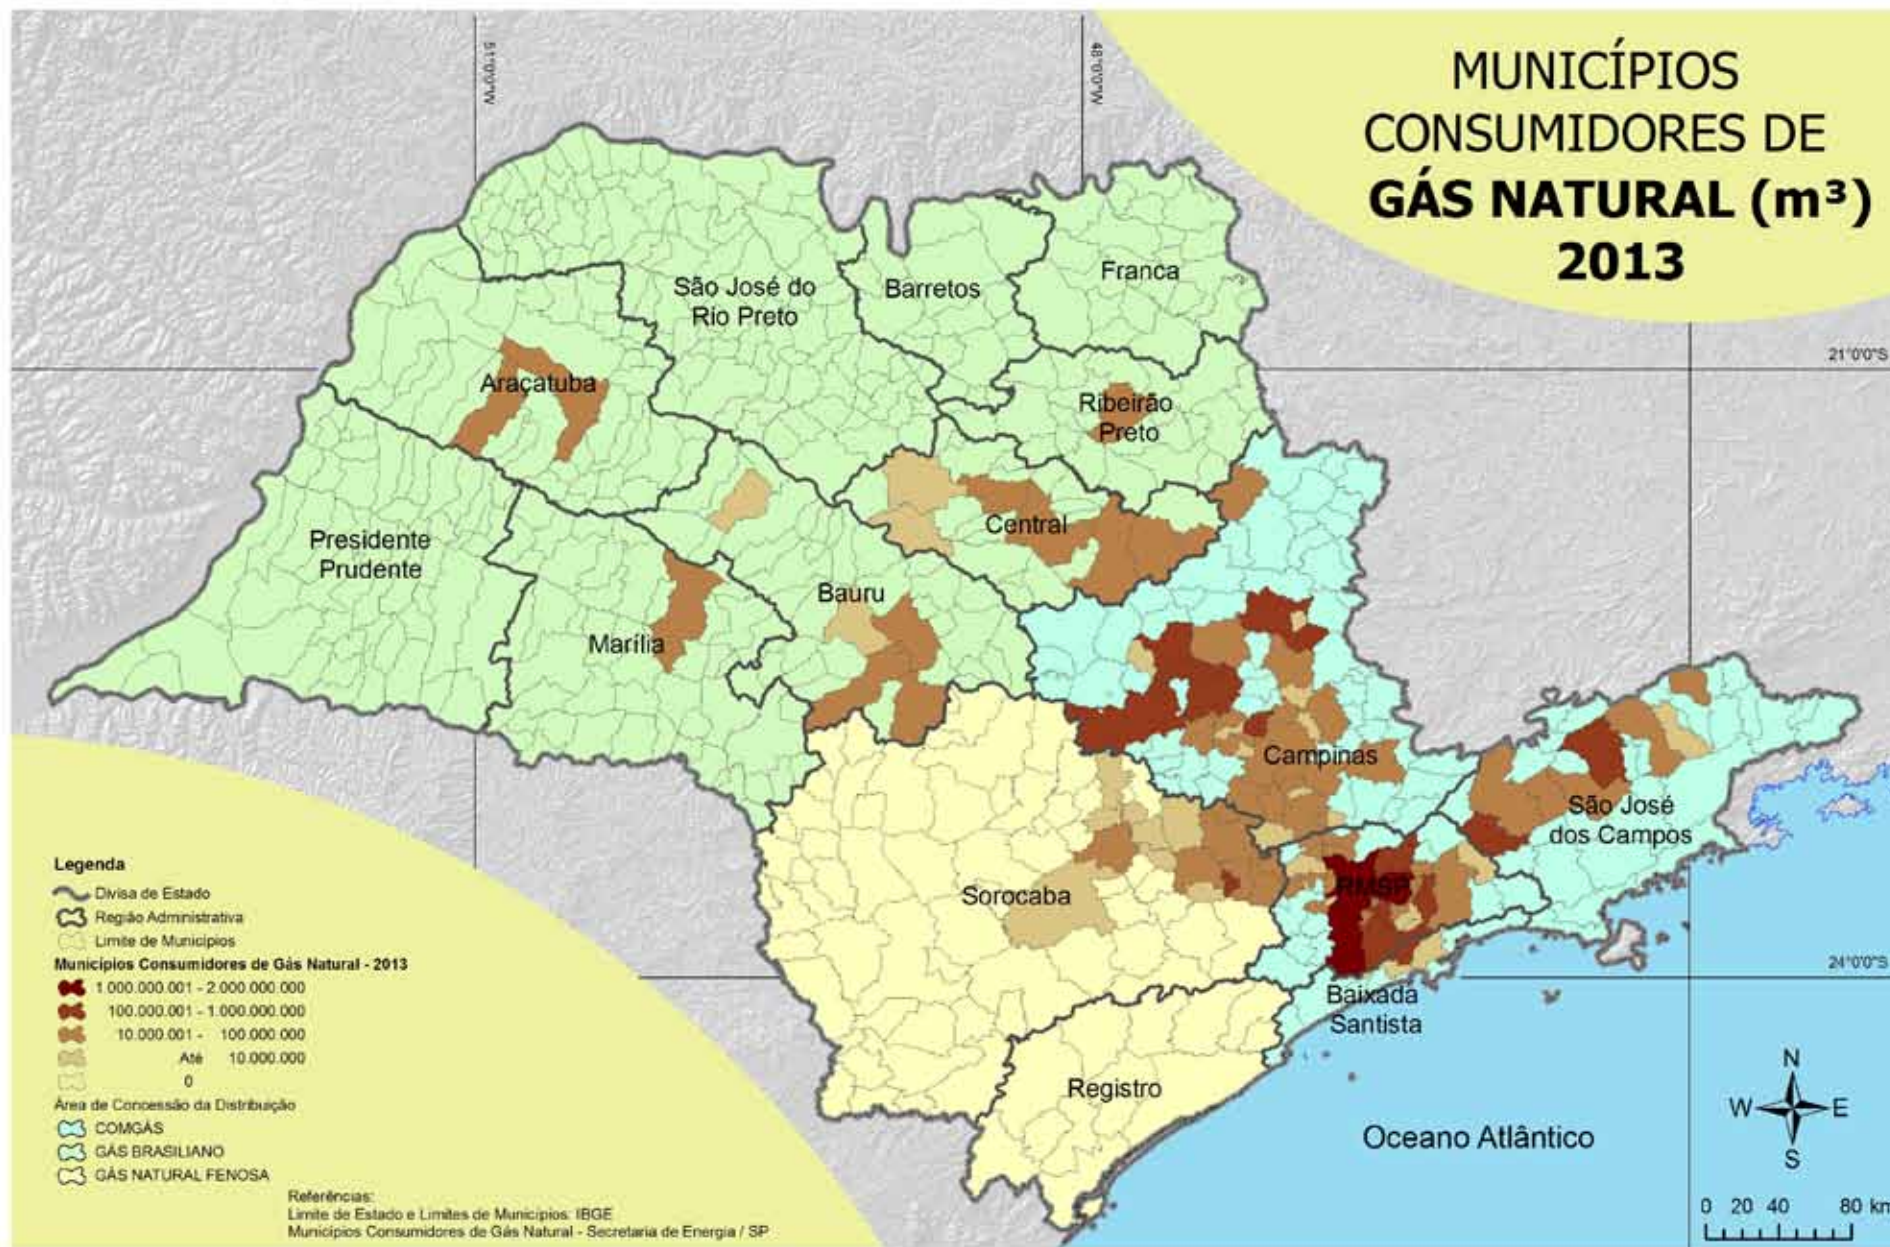 MUNICÍPIOS
CONSUMIDORES DE
GÁS NATURAL (m³)
2013
51°0'0"W
48°0'0"W
21°0'0"S
24°0'0"S
São José do
Rio Preto
Barretos
Franca
Araçatuba
Ribeirão
Preto
Central
Presidente
Prudente
Bauru
Marília
Campinas
São José
dos Campos
Sorocaba
RMSP
Baixada
Santista
Registro
Oceano Atlântico
Legenda
Divisa de Estado
Região Administrativa
Limite de Municípios
Municípios Consumidores de Gás Natural - 2013
1.000.000.001 - 2.000.000.000
100.000.001 - 1.000.000.000
10.000.001 - 100.000.000
Até 10.000.000
0
Área de Concessão da Distribuição
COMGÁS
GÁS BRASILIANO
GÁS NATURAL FENOSA
Referências:
Limite de Estado e Limites de Municípios: IBGE
Municípios Consumidores de Gás Natural - Secretaria de Energia / SP
N
W E
S
0 20 40 80 km